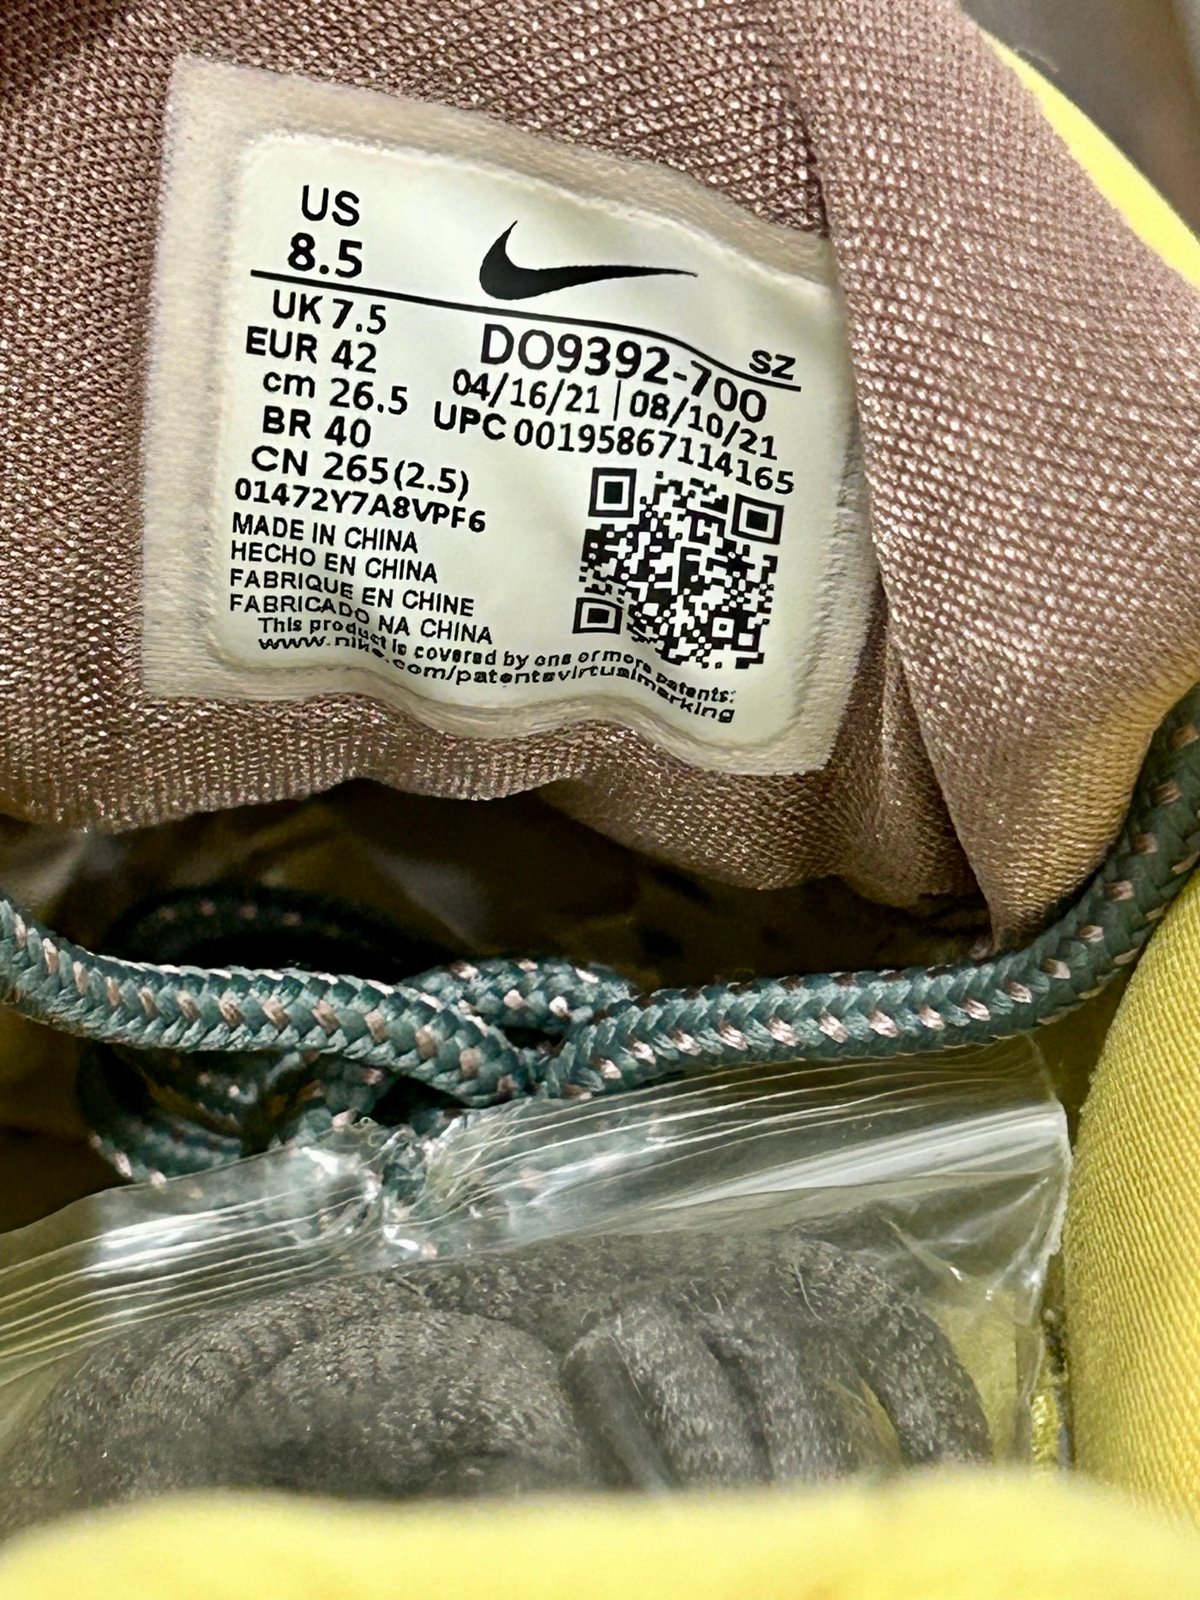 US
8.5
UK 7.5
EUR 42
cm 26.5
BR 40
CN 265(2.5)
01472Y7A8VPF6
MADE IN CHINA
HECHO EN CHINA
FABRIQUE EN CHINE
FABRICADO NA CHINA
This product is covered by one or more patents:
www.nike.com/patentsvirtualmarking
SZ
DO9392-700
04/16/21 | 08/10/21
UPC 00195867114165